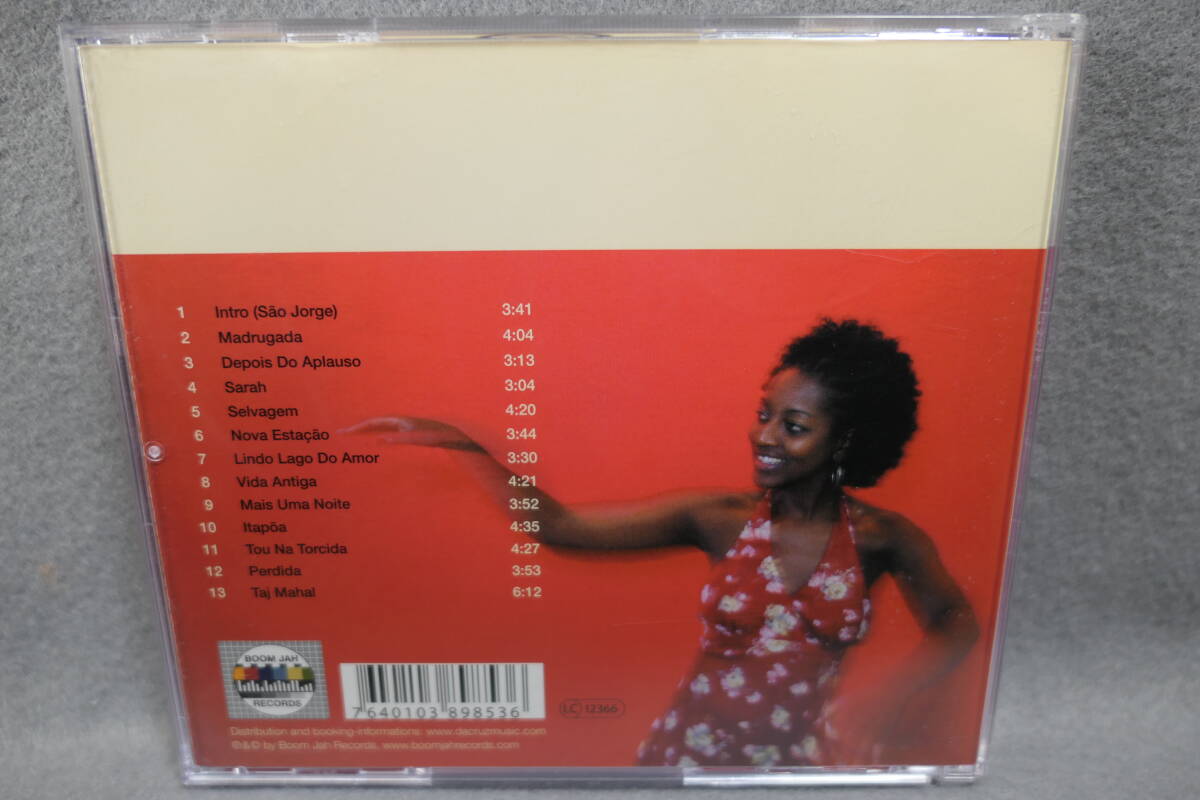 1 Intro (São Jorge) 3:41
2 Madrugada 4:04
3 Depois Do Aplauso 3:13
4 Sarah 3:04
5 Selvagem 4:20
6 Nova Estação 3:44
7 Lindo Lago Do Amor 3:30
8 Vida Antiga 4:21
9 Mais Uma Noite 3:52
10 Itapõa 4:35
11 Tou Na Torcida 4:27
12 Perdida 3:53
13 Taj Mahal 6:12
BOOM JAH
RECORDS
7 640103 898536
LC 12366
Distribution and booking-informations: www.dacruzmusic.com
℗&© by Boom Jah Records, www.boomjahrecords.com